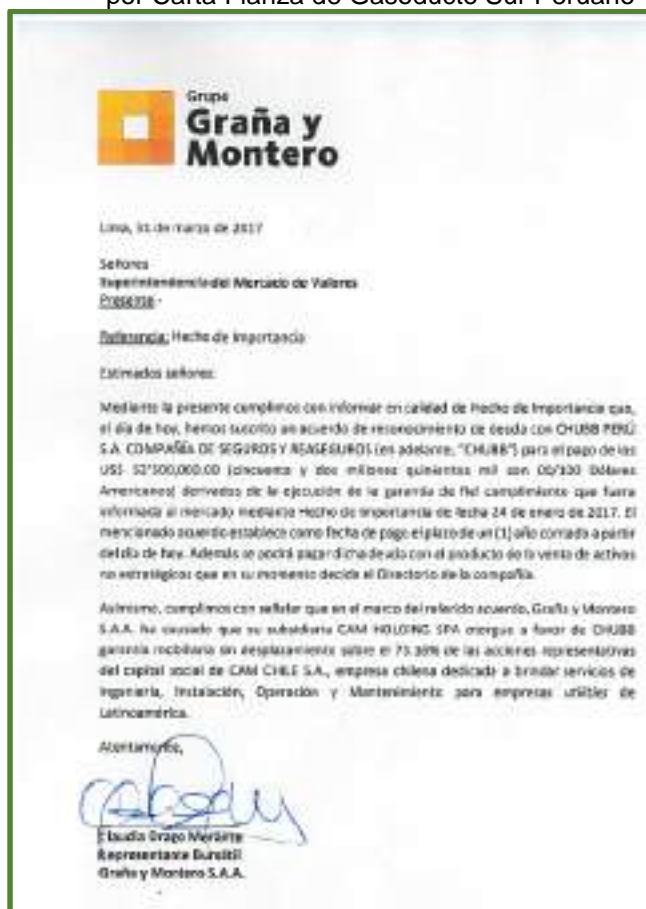 por Carta Fianza de Gasoducto Sur Peruano
Grupo
Graña y
Montero
Lima, 31 de marzo de 2017
Señores
Superintendencia del Mercado de Valores
Presente.-
Referencia: Hecho de Importancia
Estimados señores:
Mediante la presente cumplimos con informar en calidad de Hecho de Importancia que,
el día de hoy, hemos suscrito un acuerdo de reconocimiento de deuda con CHUBB PERÚ
S.A. COMPAÑÍA DE SEGUROS Y REASEGUROS (en adelante, "CHUBB") para el pago de los
US$ 52'500,000.00 (cincuenta y dos millones quinientos mil con 00/100 Dólares
Americanos) derivados de la ejecución de la garantía de fiel cumplimiento que fuera
informada al mercado mediante Hecho de Importancia de fecha 24 de enero de 2017. El
mencionado acuerdo establece como fecha de pago el plazo de un (1) año contado a partir
del día de hoy. Además se podrá pagar dicha deuda con el producto de la venta de activos
no estratégicos que en su momento decida el Directorio de la compañía.
Asimismo, cumplimos con señalar que en el marco del referido acuerdo, Graña y Montero
S.A.A. ha causado que su subsidiaria CAM HOLDING SPA otorgue a favor de CHUBB
garantía mobiliaria sin desplazamiento sobre el de las acciones representativas
del capital social de CAM CHILE S.A., empresa chilena dedicada a brindar servicios de
Ingeniería, Instalación, Operación y Mantenimiento para empresas utilities de
Latinoamérica.
Atentamente,
Claudia Drago Morante
Representante Bursátil
Graña y Montero S.A.A.